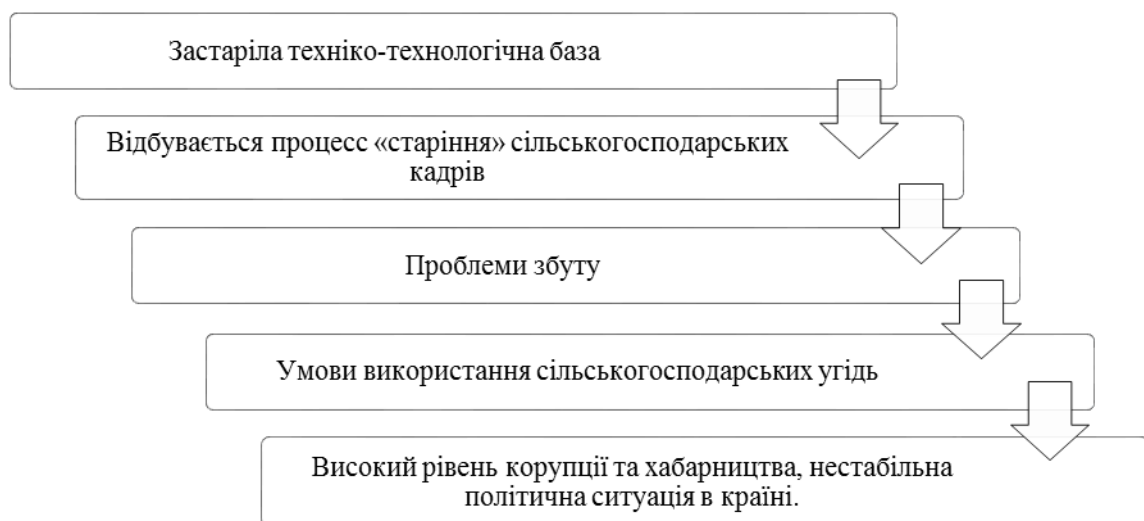 Застаріла техніко-технологічна база
Відбувається процесс «старіння» сільськогосподарських
кадрів
Проблеми збуту
Умови використання сільськогосподарських угідь
Високий рівень корупції та хабарництва, нестабільна
політична ситуація в країні.